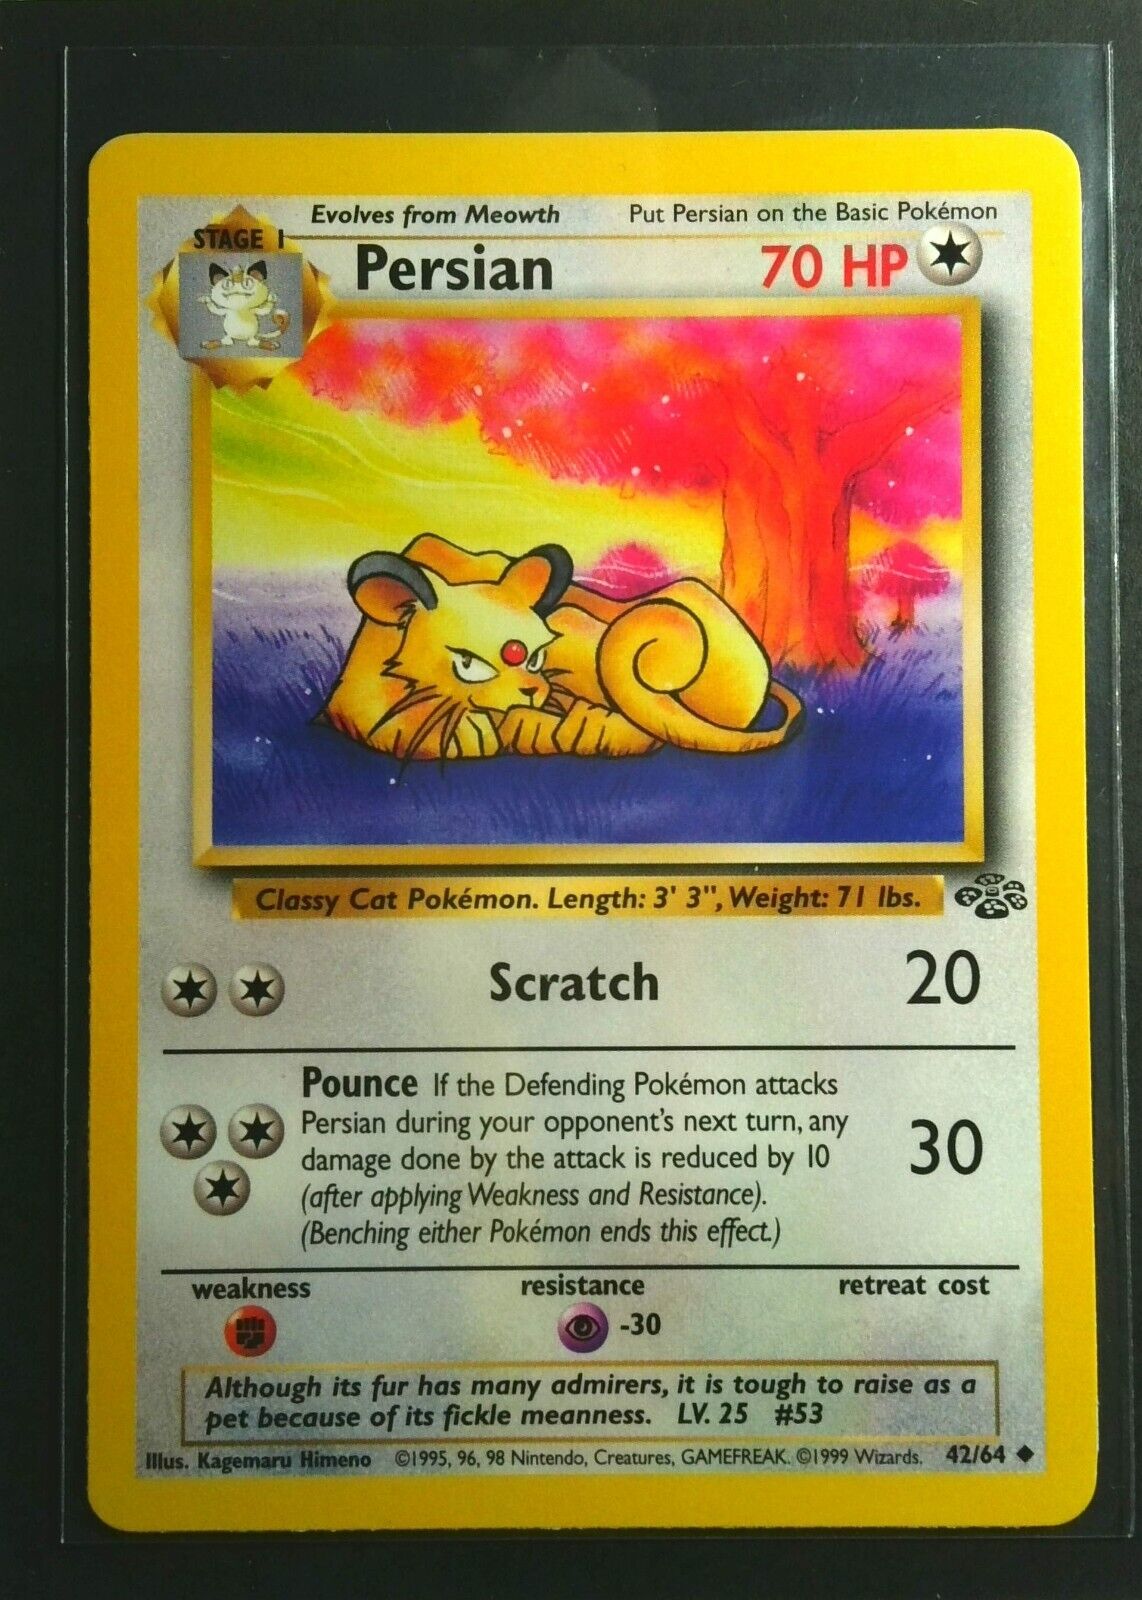 Evolves from Meowth Put Persian on the Basic Pokémon
STAGE 1
Persian 70 HP
Classy Cat Pokémon. Length: 3' 3", Weight: 71 lbs.
Scratch 20
Pounce If the Defending Pokémon attacks
Persian during your opponent's next turn, any
damage done by the attack is reduced by 10
(after applying Weakness and Resistance).
(Benching either Pokémon ends this effect.)
30
weakness resistance retreat cost
-30
Although its fur has many admirers, it is tough to raise as a
pet because of its fickle meanness. LV. 25 #53
Illus. Kagemaru Himeno ©1995, 96, 98 Nintendo, Creatures, GAMEFREAK. ©1999 Wizards. 42/64 ◆